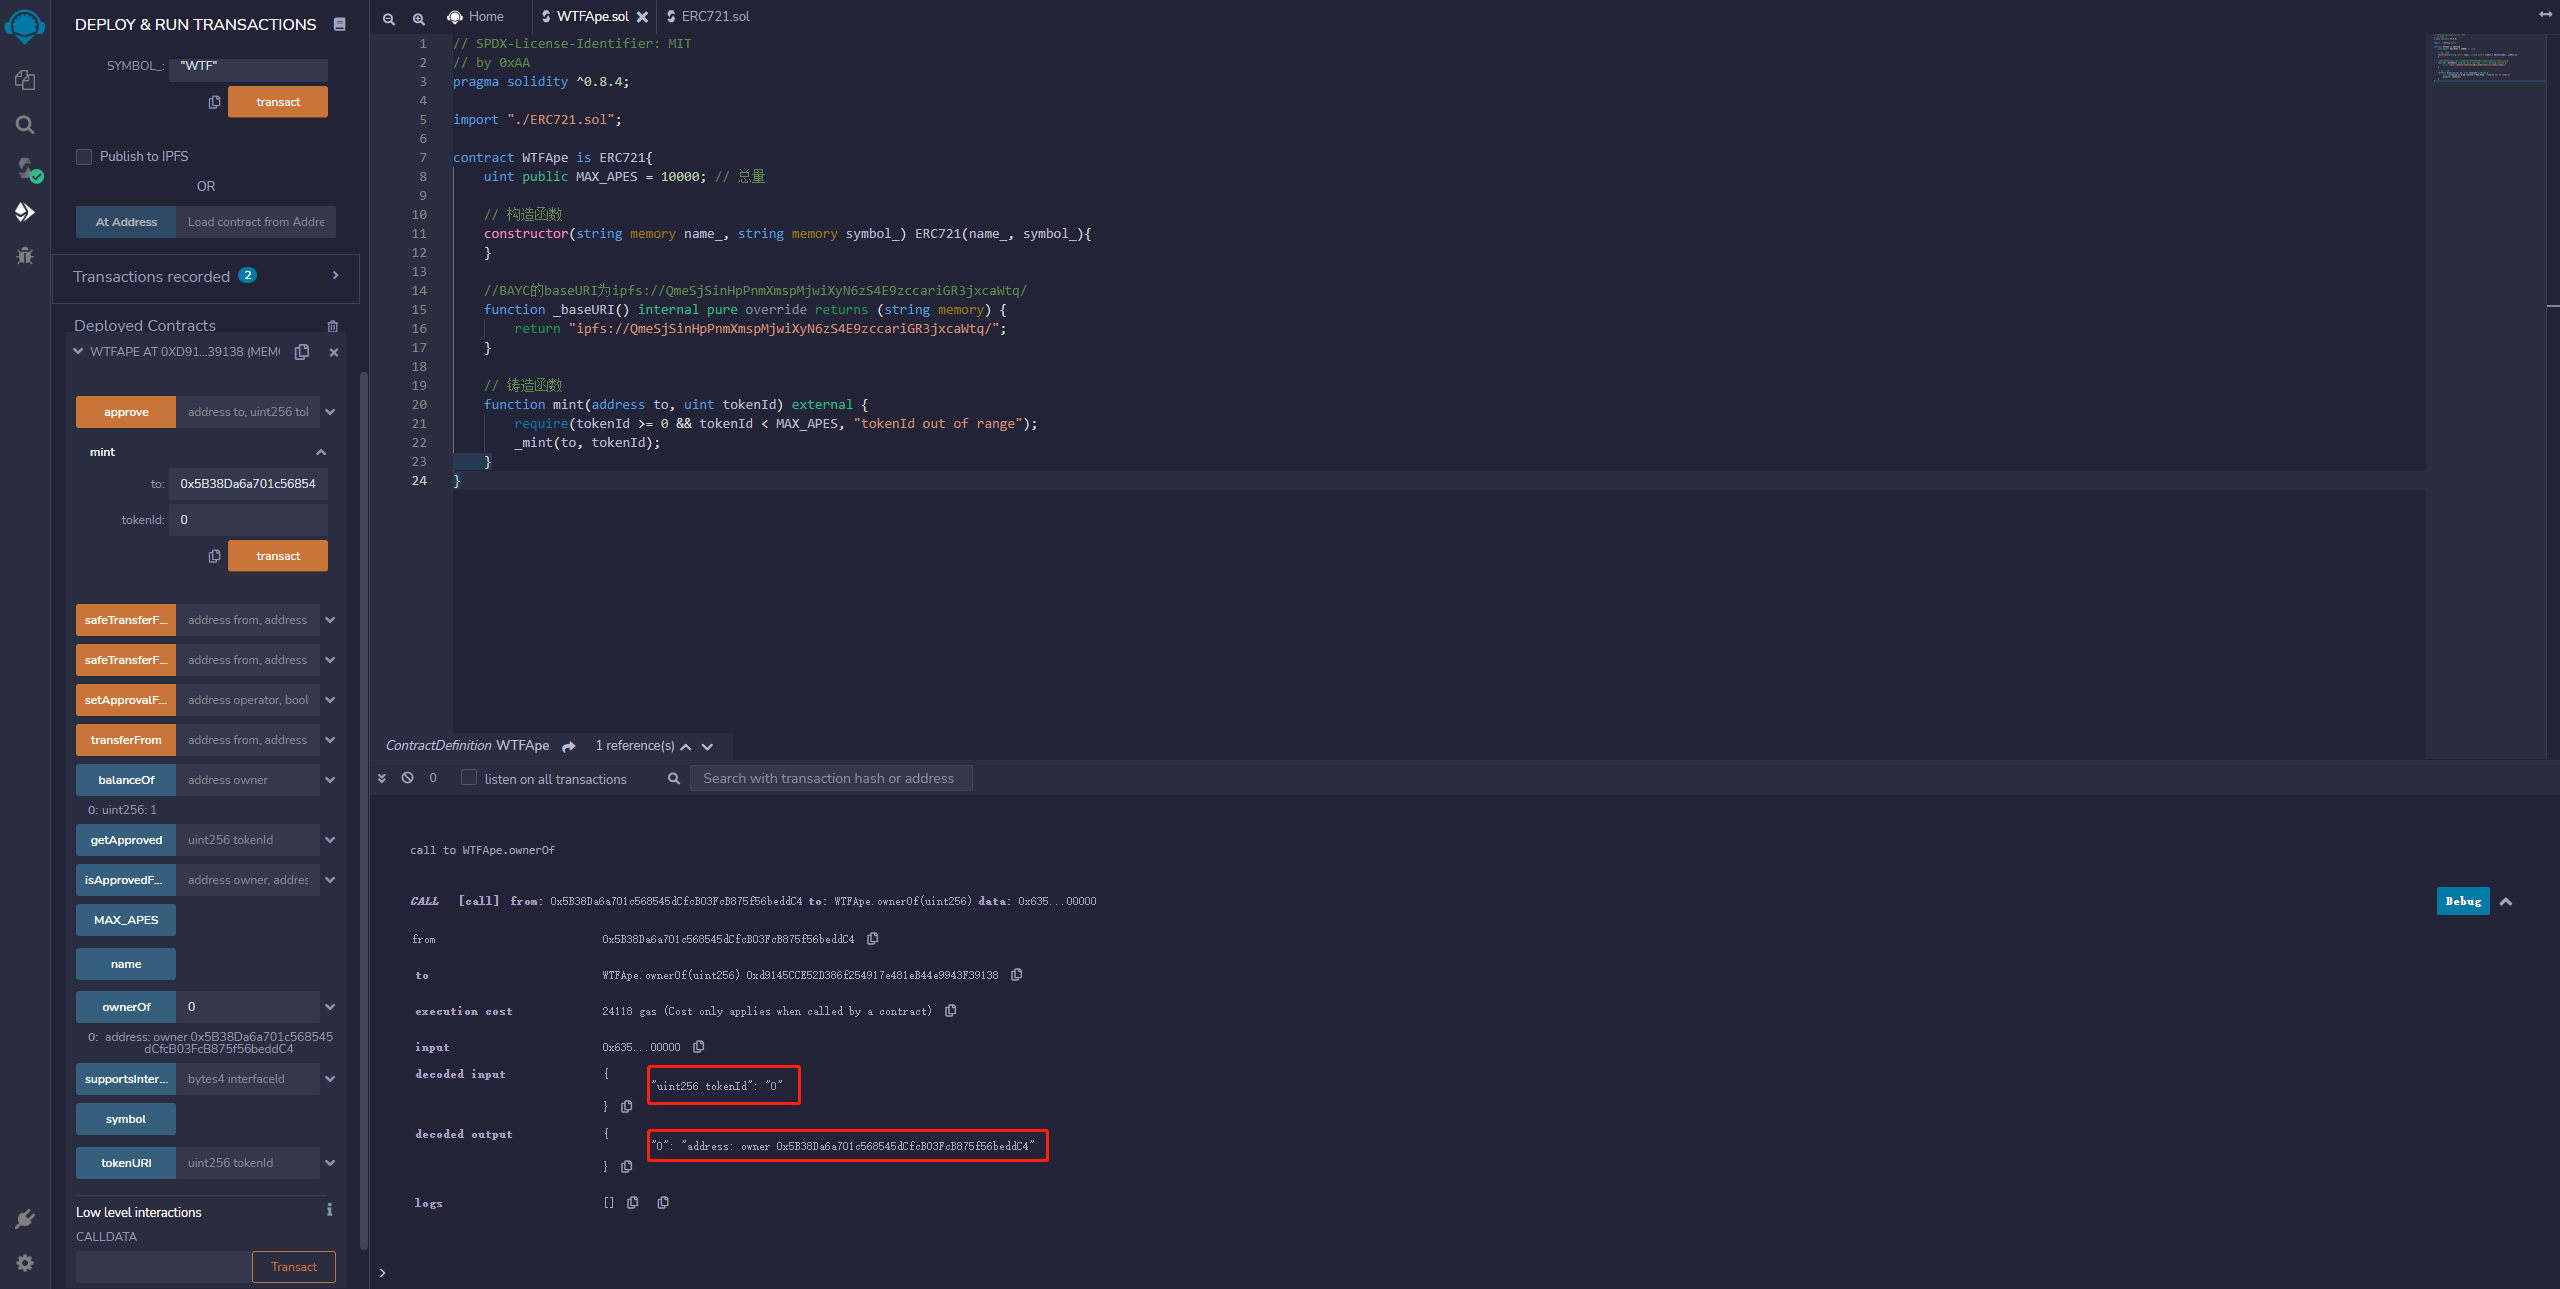 DEPLOY & RUN TRANSACTIONS
SYMBOL_: "WTF"
transact
Publish to IPFS
OR
At Address Load contract from Addre
Transactions recorded 2
Deployed Contracts
WTFAPE AT 0XD91...39138 (MEM
approve address to, uint256 tol
mint
to: 0x5B38Da6a701c56854
tokenId: 0
transact
safeTransferF... address from, address
safeTransferF... address from, address
setApprovalF... address operator, bool
transferFrom address from, address
balanceOf address owner
0: uint256: 1
getApproved uint256 tokenId
isApprovedF... address owner, addres
MAX_APES
name
ownerOf 0
0: address: owner 0x5B38Da6a701c568545
dCfcB03FcB875f56beddC4
supportsInter... bytes4 interfaceId
symbol
tokenURI uint256 tokenId
Low level interactions
CALLDATA
Transact
Home WTFApe.sol ERC721.sol
1 // SPDX-License-Identifier: MIT
2 // by 0xAA
3 pragma solidity ^0.8.4;
4
5 import "./ERC721.sol";
6
7 contract WTFApe is ERC721{
8 uint public MAX_APES = 10000; // 总量
9
10 // 构造函数
11 constructor(string memory name_, string memory symbol_) ERC721(name_, symbol_){
12 }
13
14 //BAYC的baseURI为ipfs://QmeSjSinHpPnmXmspMjwiXyN6zS4E9zccariGR3jxcaWtq/
15 function _baseURI() internal pure override returns (string memory) {
16 return "ipfs://QmeSjSinHpPnmXmspMjwiXyN6zS4E9zccariGR3jxcaWtq/";
17 }
18
19 // 铸造函数
20 function mint(address to, uint tokenId) external {
21 require(tokenId >= 0 && tokenId < MAX_APES, "tokenId out of range");
22 _mint(to, tokenId);
23 }
24 }
ContractDefinition WTFApe 1 reference(s)
0 listen on all transactions Search with transaction hash or address
call to WTFApe.ownerOf
CALL [call] from: 0x5B38Da6a701c568545dCfcB03FcB875f56beddC4 to: WTFApe.ownerOf(uint256) data: 0x635...00000
Debug
from 0x5B38Da6a701c568545dCfcB03FcB875f56beddC4
to WTFApe.ownerOf(uint256) 0xd9145CCE52D386f254917e481eB44e9943F39138
execution cost 24118 gas (Cost only applies when called by a contract)
input 0x635...00000
decoded input {
"uint256 tokenId": "0"
}
decoded output {
"0": "address: owner 0x5B38Da6a701c568545dCfcB03FcB875f56beddC4"
}
logs []
>